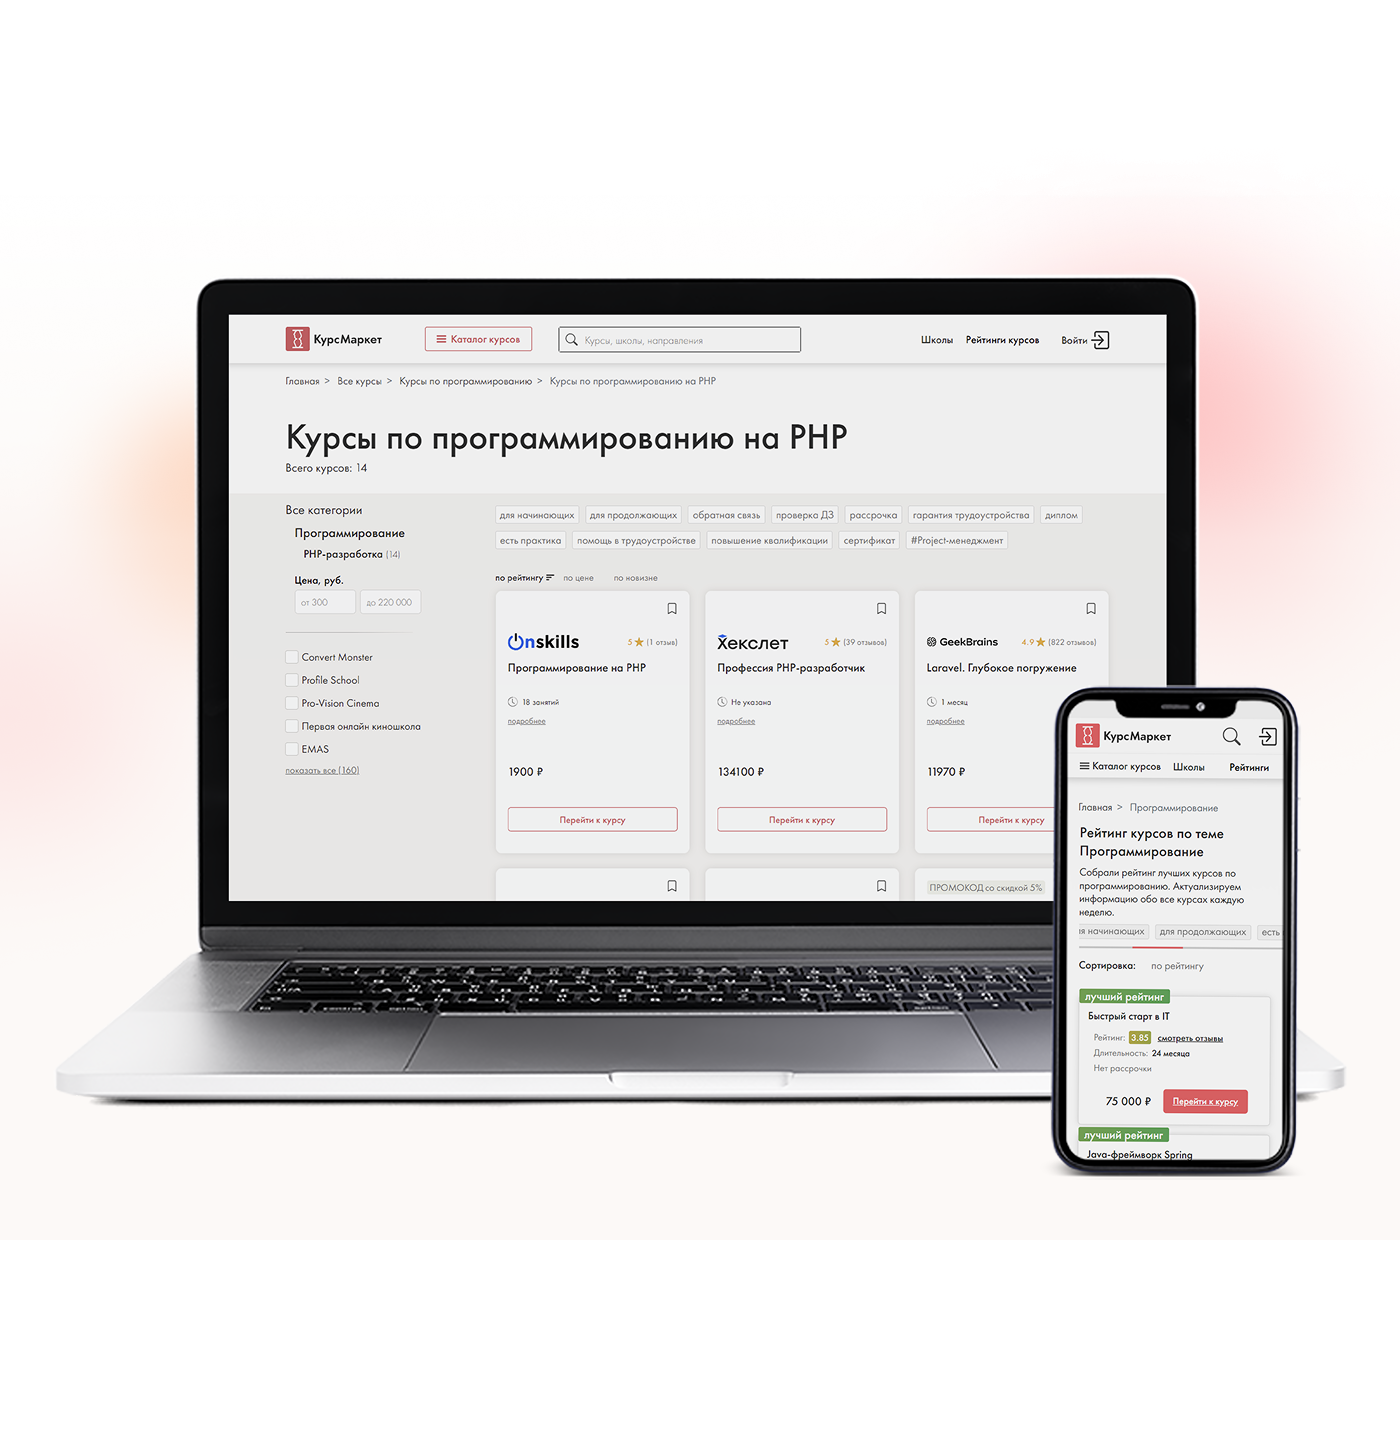 КурсМаркет
Каталог курсов
Курсы, школы, направления
Школы Рейтинги курсов Войти
Главная > Все курсы > Курсы по программированию > Курсы по программированию на PHP
Курсы по программированию на PHP
Всего курсов: 14
Все категории
Программирование
PHP-разработка (14)
Цена, руб.
от 300 до 220 000
Convert Monster
Profile School
Pro-Vision Cinema
Первая онлайн киношкола
EMAS
показать все (160)
для начинающих для продолжающих обратная связь проверка ДЗ рассрочка гарантия трудоустройства диплом
есть практика помощь в трудоустройстве повышение квалификации сертификат #Project-менеджмент
по рейтингу по цене по новизне
Onskills 5 (1 отзыв)
Программирование на PHP
18 занятий
подробнее
1900 ₽
Перейти к курсу
Хекслет 5 (39 отзывов)
Профессия PHP-разработчик
Не указана
подробнее
134100 ₽
Перейти к курсу
GeekBrains 4.9 (822 отзывов)
Laravel. Глубокое погружение
1 месяц
подробнее
11970 ₽
Перейти к курсу
ПРОМОКОД со скидкой 5%
КурсМаркет
Каталог курсов Школы Рейтинги
Главная > Программирование
Рейтинг курсов по теме
Программирование
Собрали рейтинг лучших курсов по
программированию. Актуализируем
информацию обо все курсах каждую
неделю.
ля начинающих для продолжающих есть
Сортировка: по рейтингу
лучший рейтинг
Быстрый старт в IT
Рейтинг: 3.85 смотреть отзывы
Длительность: 24 месяца
Нет рассрочки
75 000 ₽ Перейти к курсу
лучший рейтинг
Java-фреймворк Spring